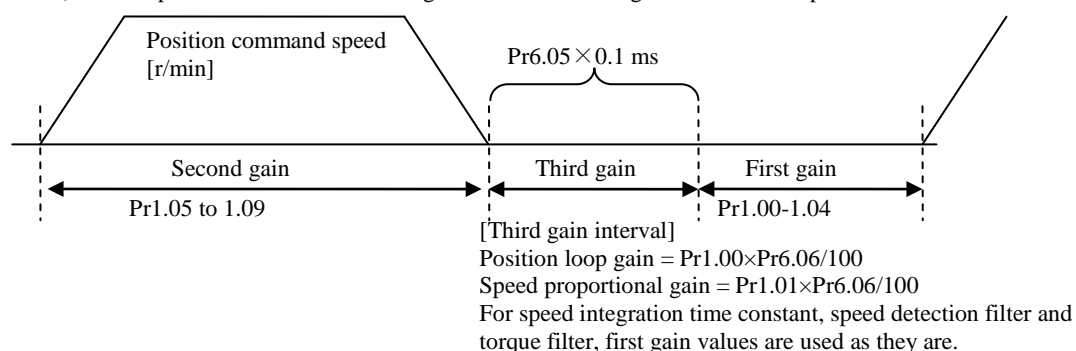 Position command speed
[r/min]
Pr6.05×0.1 ms
Second gain
Third gain
First gain
Pr1.05 to 1.09
Pr1.00-1.04
[Third gain interval]
Position loop gain = Pr1.00×Pr6.06/100
Speed proportional gain = Pr1.01×Pr6.06/100
For speed integration time constant, speed detection filter and
torque filter, first gain values are used as they are.